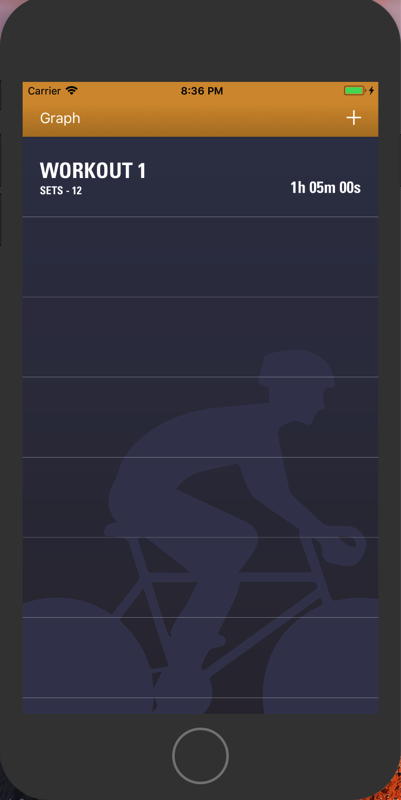 Carrier 8:36 PM
Graph +
WORKOUT 1
SETS - 12
1h 05m 00s